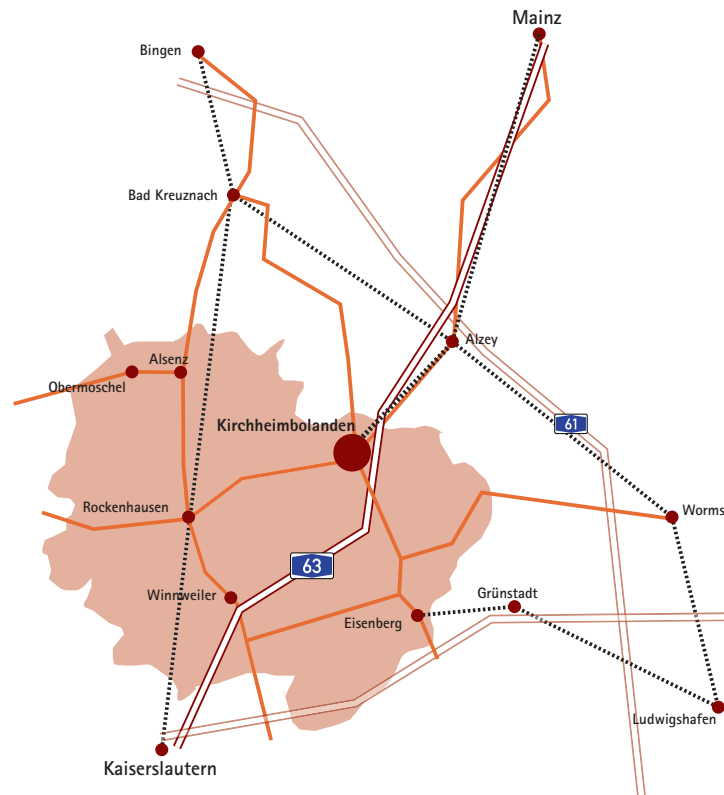 Mainz
Bingen
Bad Kreuznach
Alzey
Alsenz
Obermoschel
Kirchheimbolanden
61
Rockenhausen
Worms
63
Winnweiler
Grünstadt
Eisenberg
Ludwigshafen
Kaiserslautern